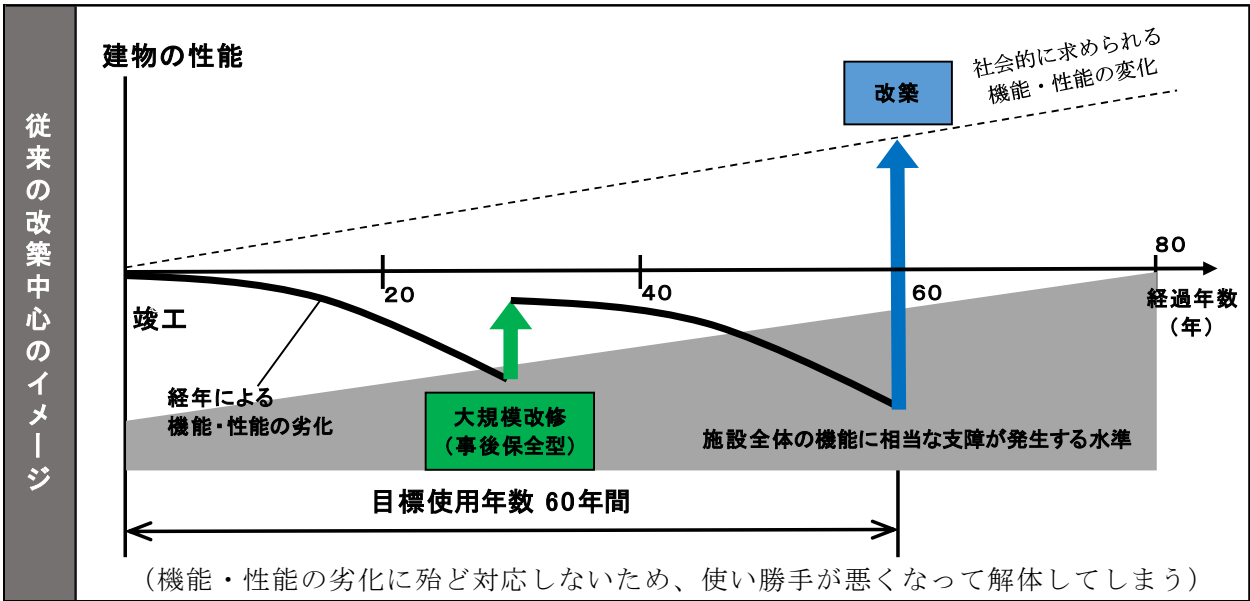 従来の改築中心のイメージ
建物の性能
社会的に求められる
機能・性能の変化
改築
80
20
40
60
竣工
経過年数
(年)
経年による
機能・性能の劣化
大規模改修
(事後保全型)
施設全体の機能に相当な支障が発生する水準
目標使用年数 60年間
(機能・性能の劣化に殆ど対応しないため、使い勝手が悪くなって解体してしまう)